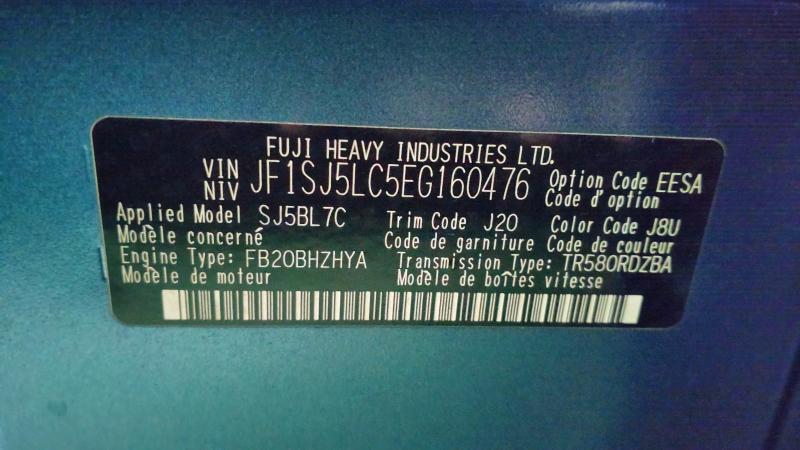 FUJI HEAVY INDUSTRIES LTD.
VIN
NIV JF1SJ5LC5EG160476 Option Code EESA
Code d'option
Applied Model SJ5BL7C Trim Code J20 Color Code J8U
Modèle concerné Code de garniture Code de couleur
Engine Type: FB20BHZHYA Transmission Type: TR580RDZBA
Modèle de moteur Modèle de boîtes vitesse